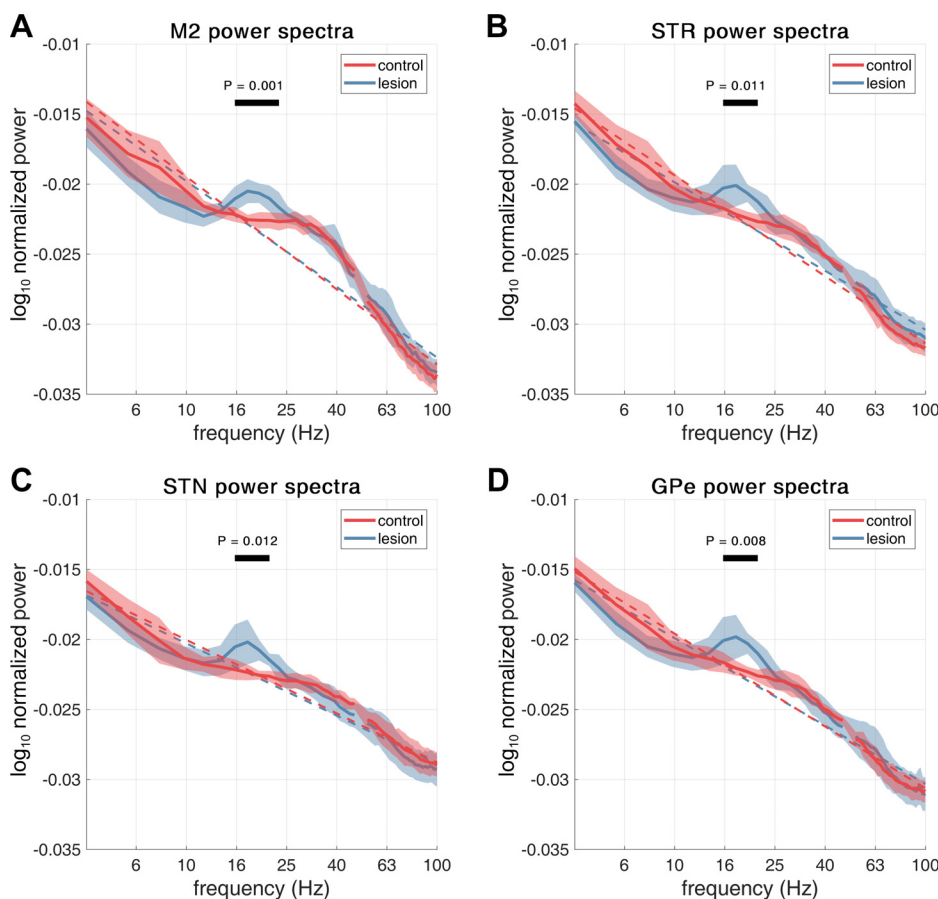 A
M2 power spectra
-0.01
-0.015
-0.02
-0.025
-0.03
-0.035
log10 normalized power
P = 0.001
control
lesion
6 10 16 25 40 63 100
frequency (Hz)
B
STR power spectra
-0.01
-0.015
-0.02
-0.025
-0.03
-0.035
log10 normalized power
P = 0.011
control
lesion
6 10 16 25 40 63 100
frequency (Hz)
C
STN power spectra
-0.01
-0.015
-0.02
-0.025
-0.03
-0.035
log10 normalized power
P = 0.012
control
lesion
6 10 16 25 40 63 100
frequency (Hz)
D
GPe power spectra
-0.01
-0.015
-0.02
-0.025
-0.03
-0.035
log10 normalized power
P = 0.008
control
lesion
6 10 16 25 40 63 100
frequency (Hz)